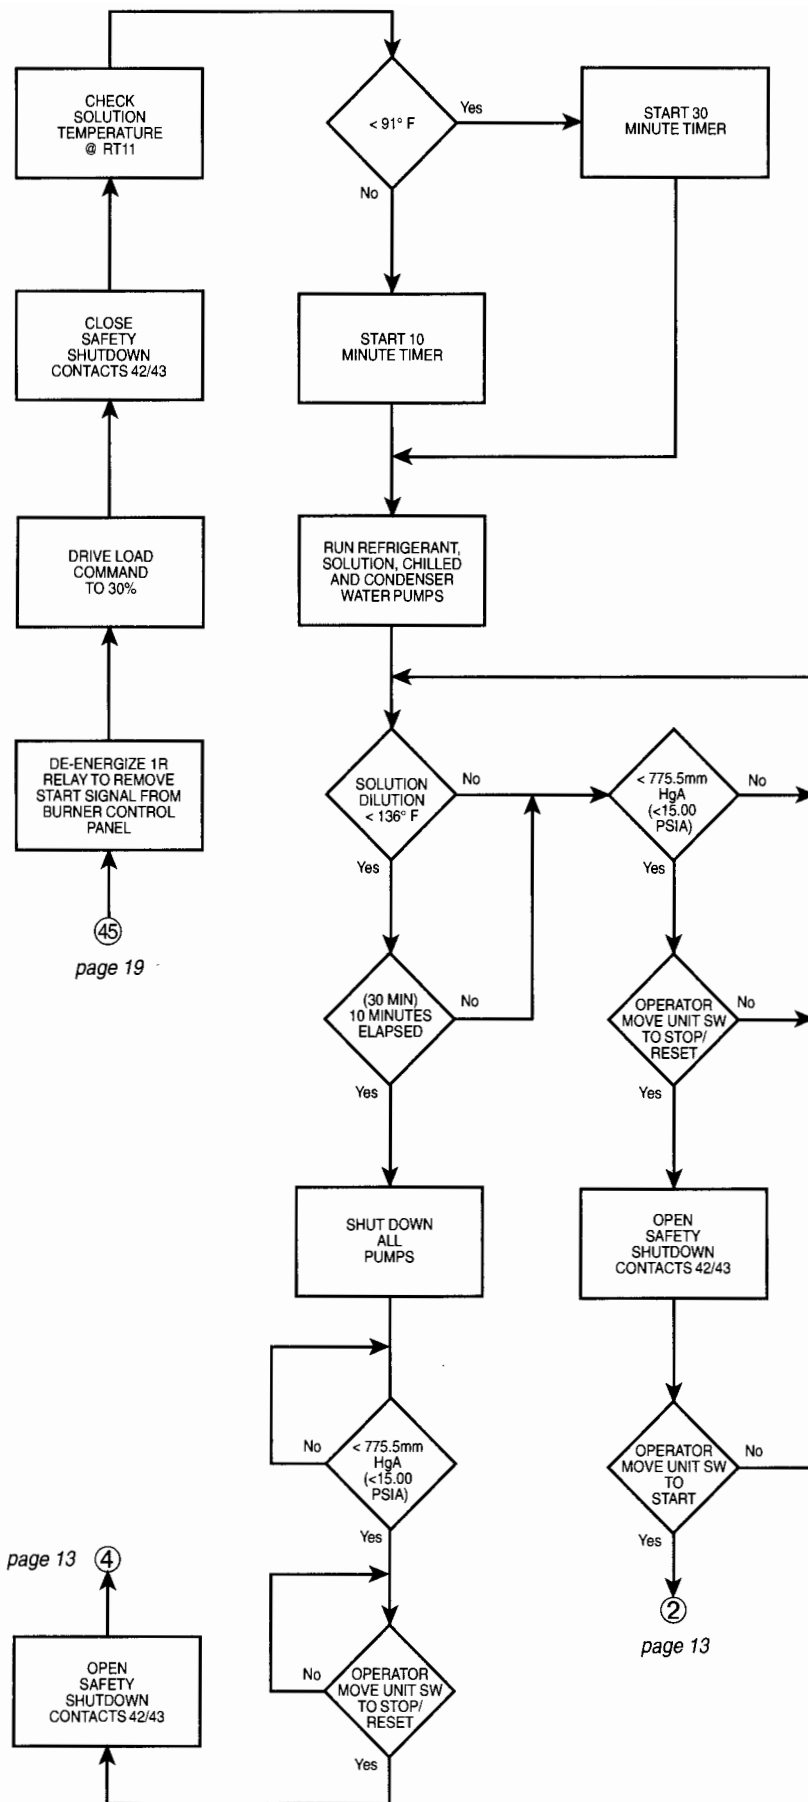 CHECK
SOLUTION
TEMPERATURE
@ RT11
< 91° F
Yes
No
START 30
MINUTE TIMER
CLOSE
SAFETY
SHUTDOWN
CONTACTS 42/43
START 10
MINUTE TIMER
DRIVE LOAD
COMMAND
TO 30%
RUN REFRIGERANT,
SOLUTION, CHILLED
AND CONDENSER
WATER PUMPS
DE-ENERGIZE 1R
RELAY TO REMOVE
START SIGNAL FROM
BURNER CONTROL
PANEL
45
page 19
SOLUTION
DILUTION
< 136° F
No
Yes
< 775.5mm
HgA
(<15.00
PSIA)
No
Yes
(30 MIN)
10 MINUTES
ELAPSED
No
Yes
OPERATOR
MOVE UNIT SW
TO STOP/
RESET
No
Yes
SHUT DOWN
ALL
PUMPS
OPEN
SAFETY
SHUTDOWN
CONTACTS 42/43
< 775.5mm
HgA
(<15.00
PSIA)
No
Yes
OPERATOR
MOVE UNIT SW
TO
START
No
Yes
2
page 13
page 13
4
OPEN
SAFETY
SHUTDOWN
CONTACTS 42/43
OPERATOR
MOVE UNIT SW
TO STOP/
RESET
No
Yes